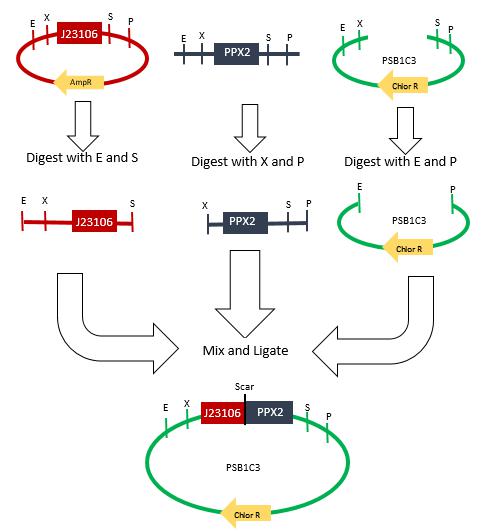 E X J23106 S P
AmpR
E X PPX2 S P
E X S P
PSB1C3
Chlor R
Digest with E and S
Digest with X and P
Digest with E and P
E X J23106 S
X PPX2 S P
E P
PSB1C3
Chlor R
Mix and Ligate
Scar
E X J23106 PPX2 S P
PSB1C3
Chlor R